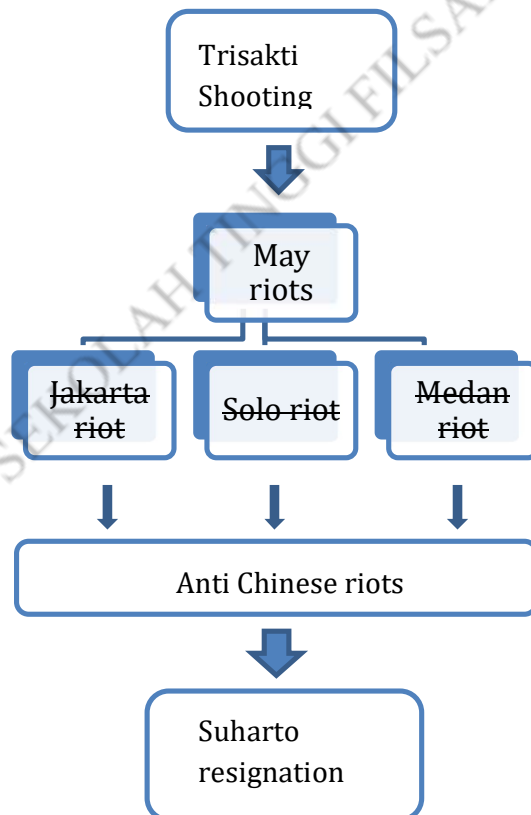 Trisakti
Shooting
May
riots
Jakarta
riot
Solo riot
Medan
riot
Anti Chinese riots
Suharto
resignation
SEKOLAH TINGGI FILSA